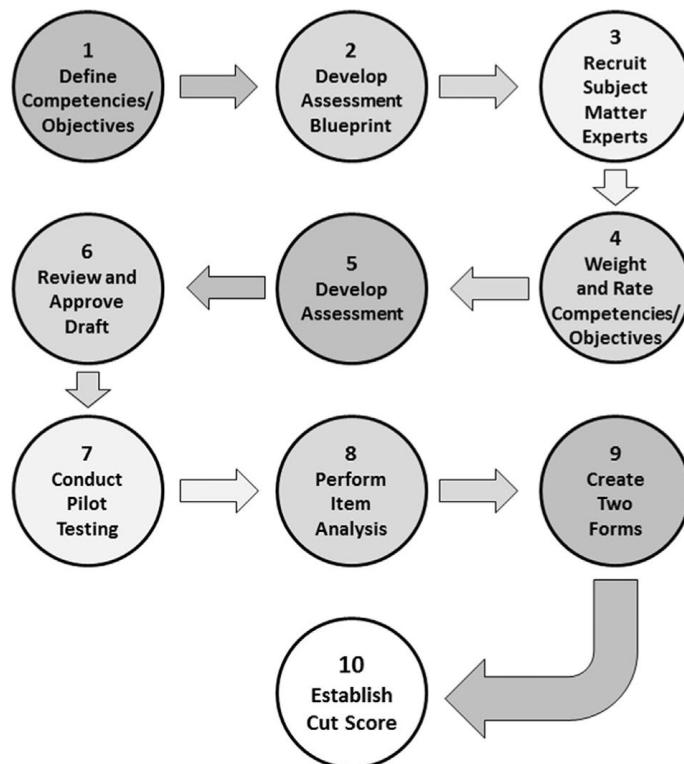 1
Define
Competencies/
Objectives
2
Develop
Assessment
Blueprint
3
Recruit
Subject
Matter
Experts
4
Weight
and Rate
Competencies/
Objectives
5
Develop
Assessment
6
Review and
Approve
Draft
7
Conduct
Pilot
Testing
8
Perform
Item
Analysis
9
Create
Two
Forms
10
Establish
Cut Score